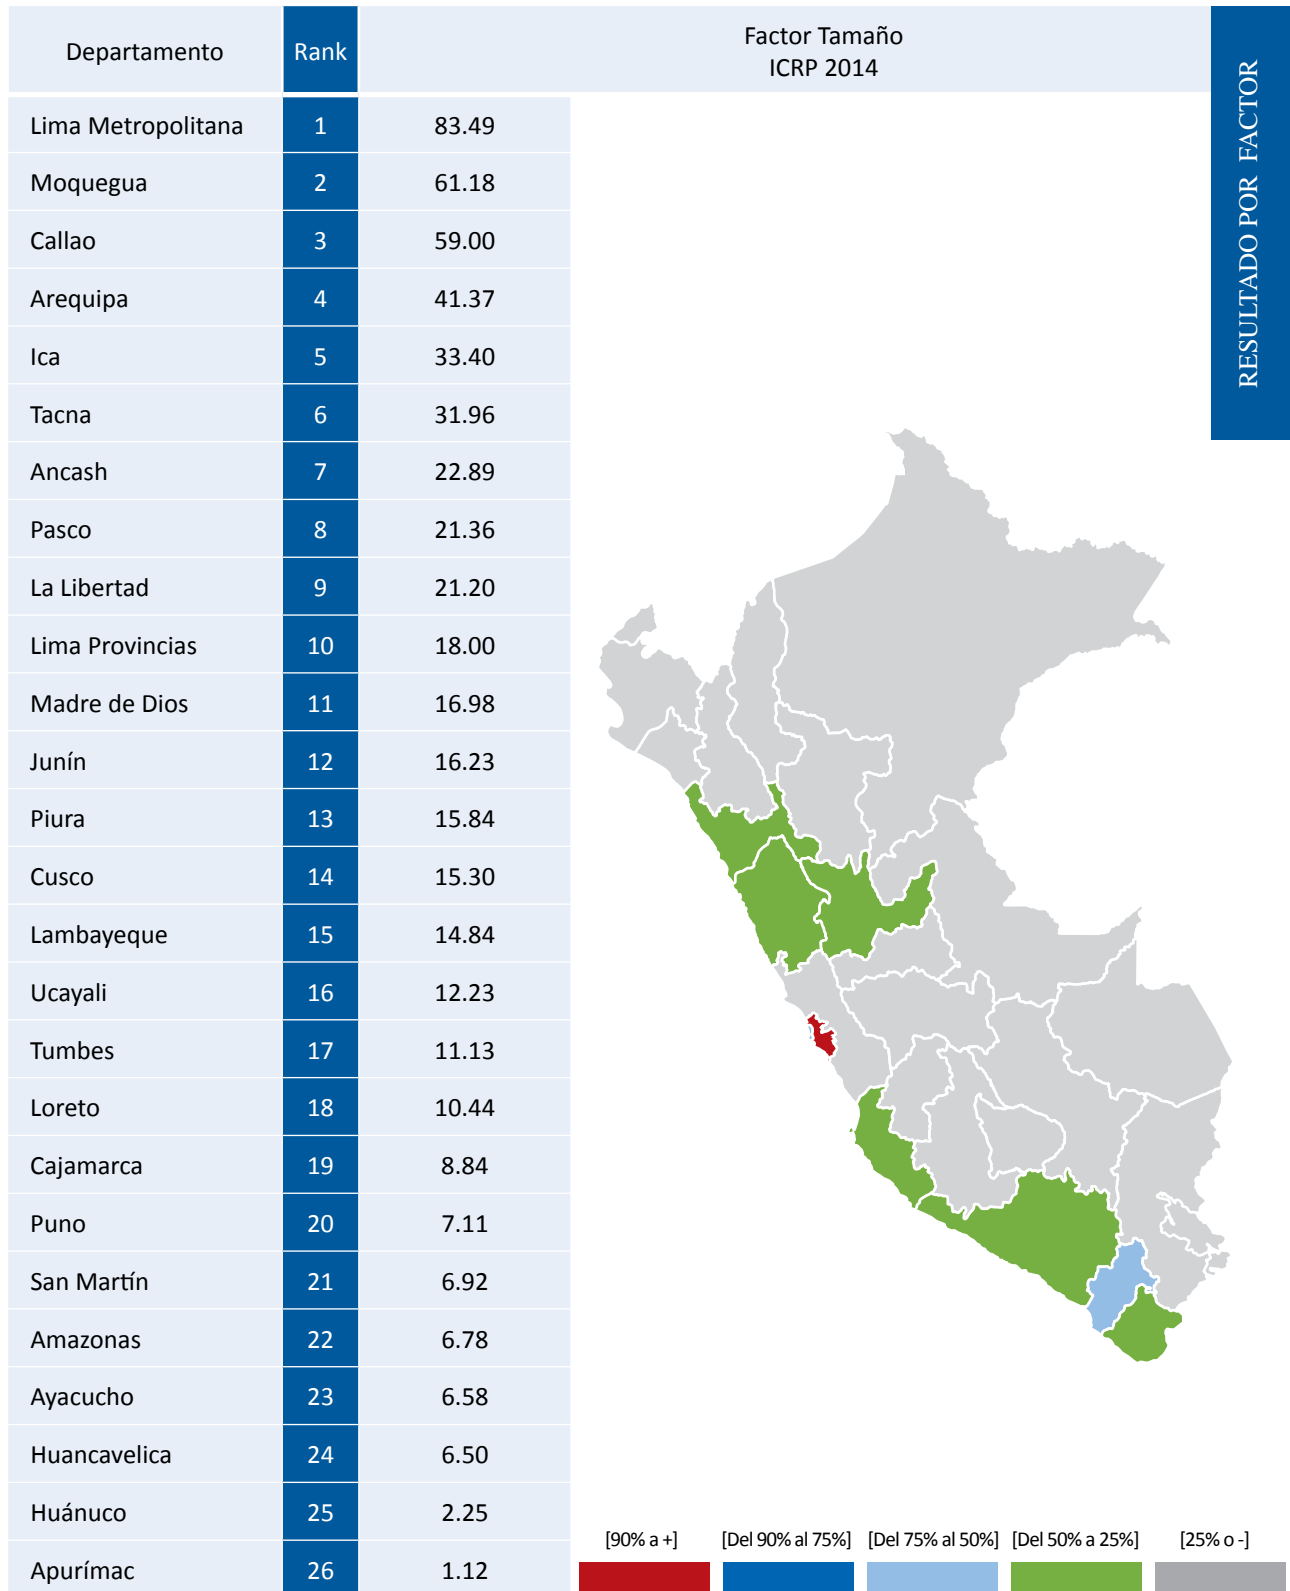 Departamento Rank Factor Tamaño
ICRP 2014
RESULTADO POR FACTOR
Lima Metropolitana 1 83.49
Moquegua 2 61.18
Callao 3 59.00
Arequipa 4 41.37
Ica 5 33.40
Tacna 6 31.96
Ancash 7 22.89
Pasco 8 21.36
La Libertad 9 21.20
Lima Provincias 10 18.00
Madre de Dios 11 16.98
Junín 12 16.23
Piura 13 15.84
Cusco 14 15.30
Lambayeque 15 14.84
Ucayali 16 12.23
Tumbes 17 11.13
Loreto 18 10.44
Cajamarca 19 8.84
Puno 20 7.11
San Martín 21 6.92
Amazonas 22 6.78
Ayacucho 23 6.58
Huancavelica 24 6.50
Huánuco 25 2.25
Apurímac 26 1.12
[90% a +] [Del 90% al 75%] [Del 75% al 50%] [Del 50% a 25%] [25% o -]